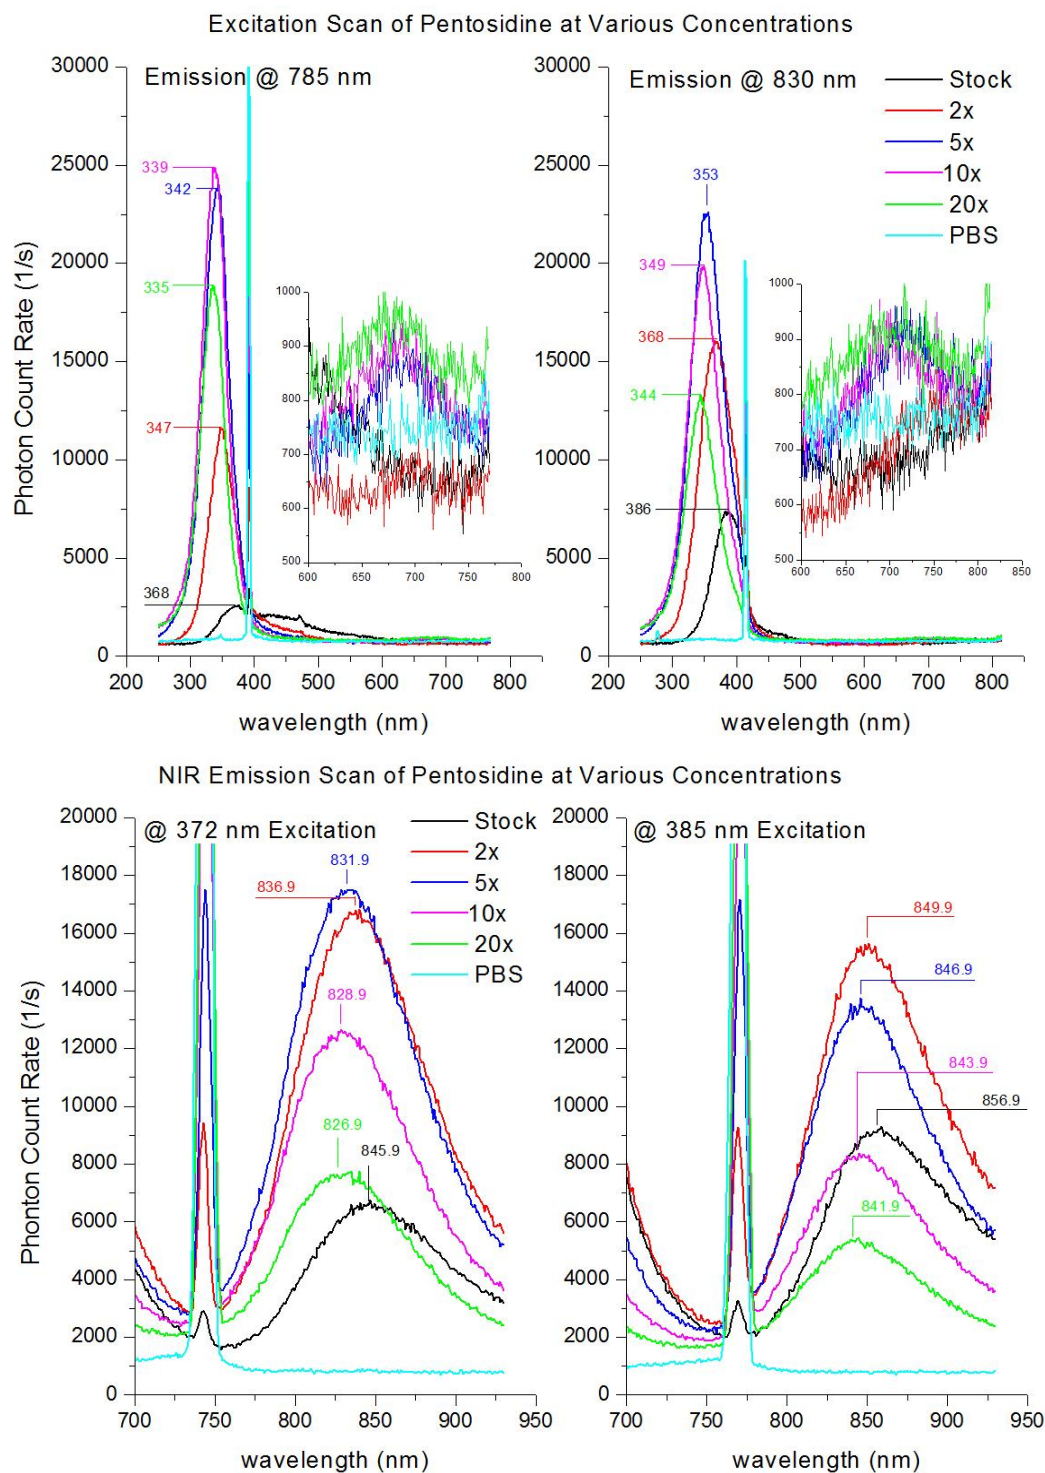 Excitation Scan of Pentosidine at Various Concentrations
Emission @ 785 nm
30000
25000
20000
15000
10000
5000
0
Photon Count Rate (1/s)
339
342
335
347
368
1000
900
800
700
600
500
600 650 700 750 800
200 300 400 500 600 700 800
wavelength (nm)
Emission @ 830 nm
30000
25000
20000
15000
10000
5000
0
Stock
2x
5x
10x
20x
PBS
353
349
368
344
386
1000
900
800
700
600
500
600 650 700 750 800 850
200 300 400 500 600 700 800
wavelength (nm)
NIR Emission Scan of Pentosidine at Various Concentrations
@ 372 nm Excitation
20000
18000
16000
14000
12000
10000
8000
6000
4000
2000
0
Phonton Count Rate (1/s)
Stock
2x
5x
10x
20x
PBS
831.9
836.9
828.9
826.9
845.9
700 750 800 850 900 950
wavelength (nm)
@ 385 nm Excitation
20000
18000
16000
14000
12000
10000
8000
6000
4000
2000
0
849.9
846.9
843.9
856.9
841.9
700 750 800 850 900 950
wavelength (nm)